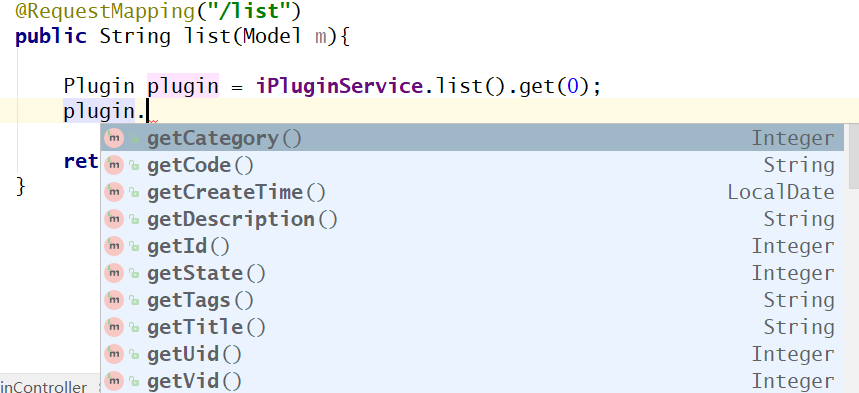 @RequestMapping("/list")
public String list(Model m){
Plugin plugin = iPluginService.list().get(0);
plugin.
m getCategory() Integer
ret
m getCode() String
m getCreateTime() LocalDate
}
m getDescription() String
m getId() Integer
m getState() Integer
m getTags() String
m getTitle() String
m getUid() Integer
m getVid() Integer
inController